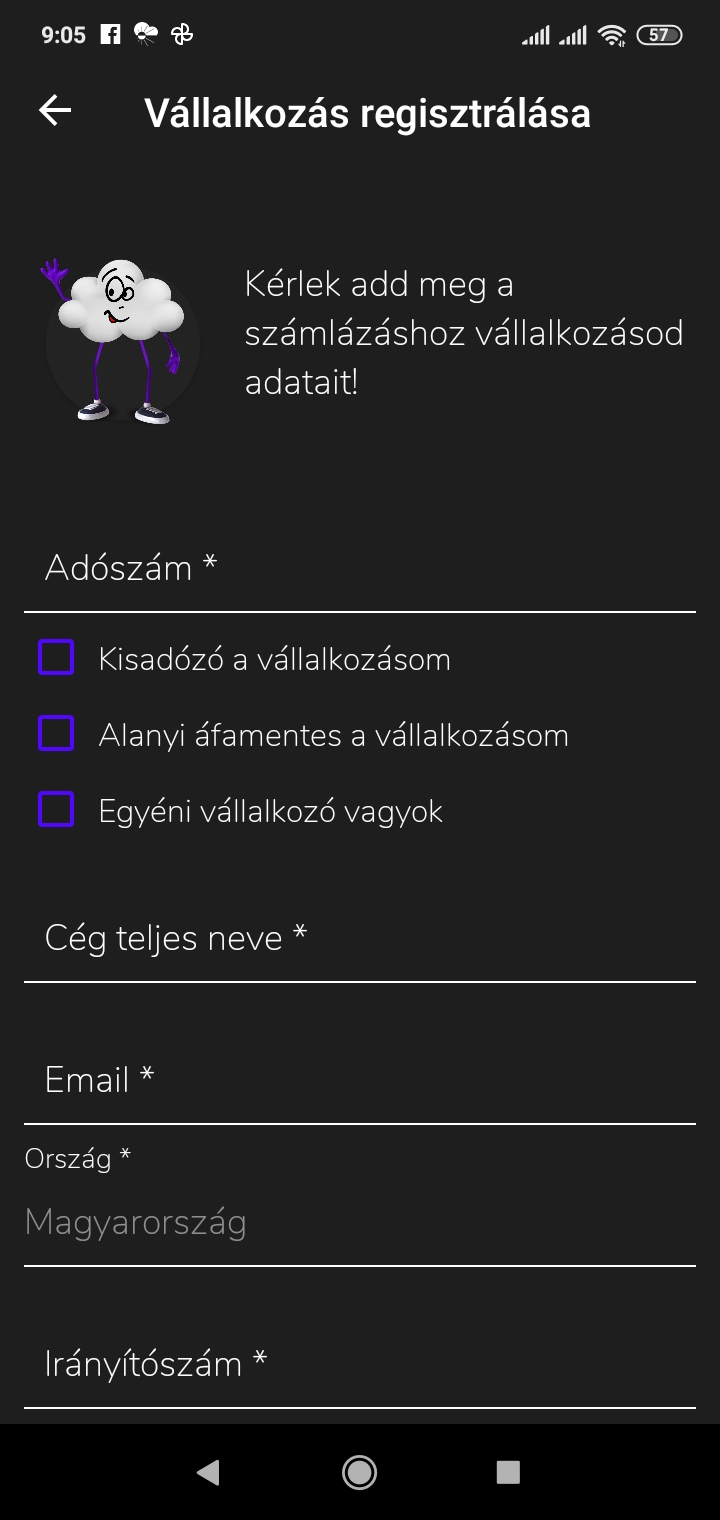 9:05
57
Vállalkozás regisztrálása
Kérlek add meg a
számlázáshoz vállalkozásod
adatait!
Adószám *
Kisadózó a vállalkozásom
Alanyi áfamentes a vállalkozásom
Egyéni vállalkozó vagyok
Cég teljes neve *
Email *
Ország *
Magyarország
Irányítószám *